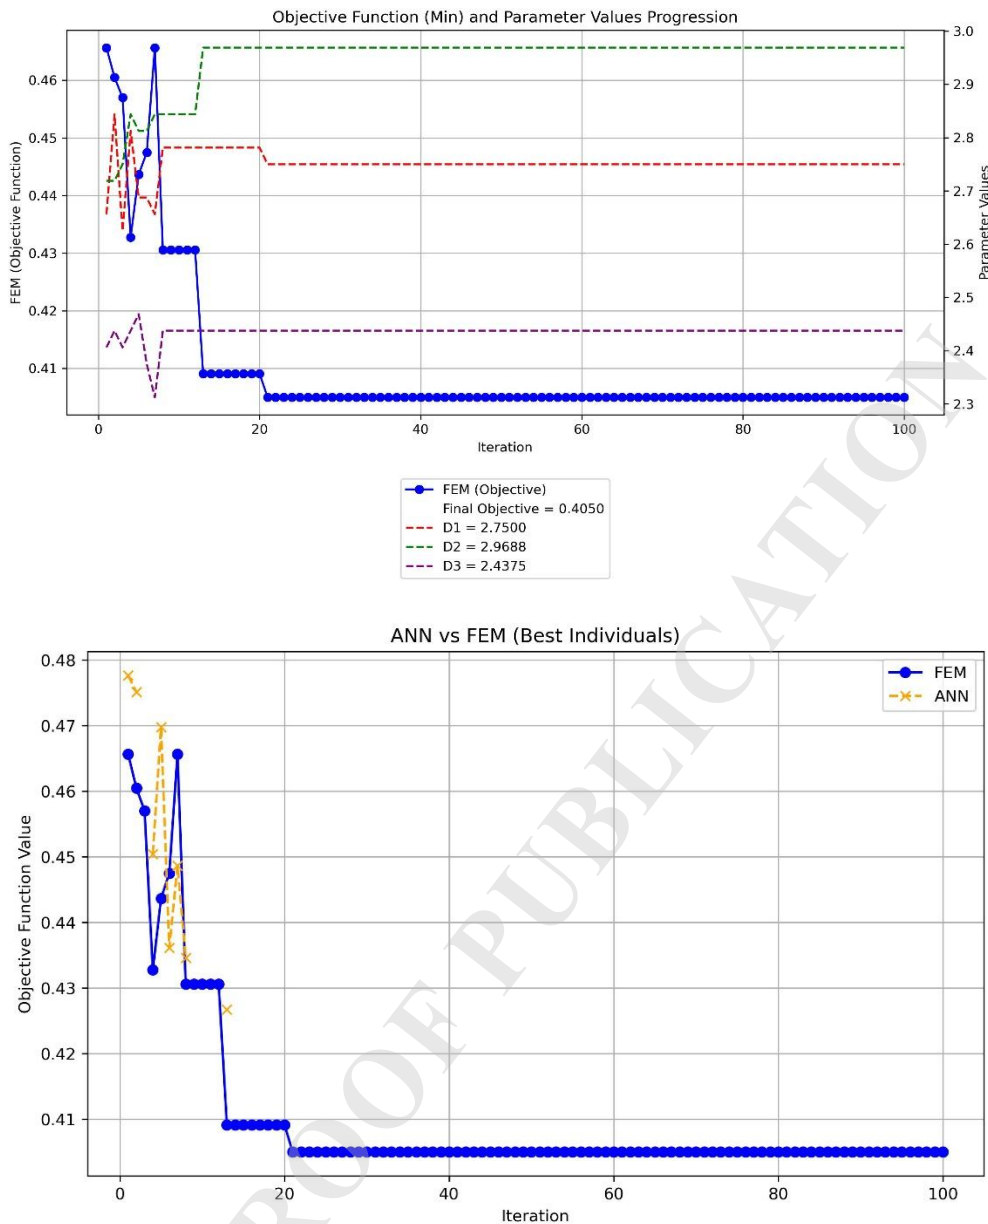 Objective Function (Min) and Parameter Values Progression
FEM (Objective Function)
0.46
0.45
0.44
0.43
0.42
0.41
3.0
2.9
2.8
2.7
2.6
2.5
2.4
2.3
Parameter Values
0 20 40 60 80 100
Iteration
FEM (Objective)
Final Objective = 0.4050
D1 = 2.7500
D2 = 2.9688
D3 = 2.4375
ANN vs FEM (Best Individuals)
Objective Function Value
0.48
0.47
0.46
0.45
0.44
0.43
0.42
0.41
FEM
ANN
0 20 40 60 80 100
Iteration
PROOF PUBLICATION